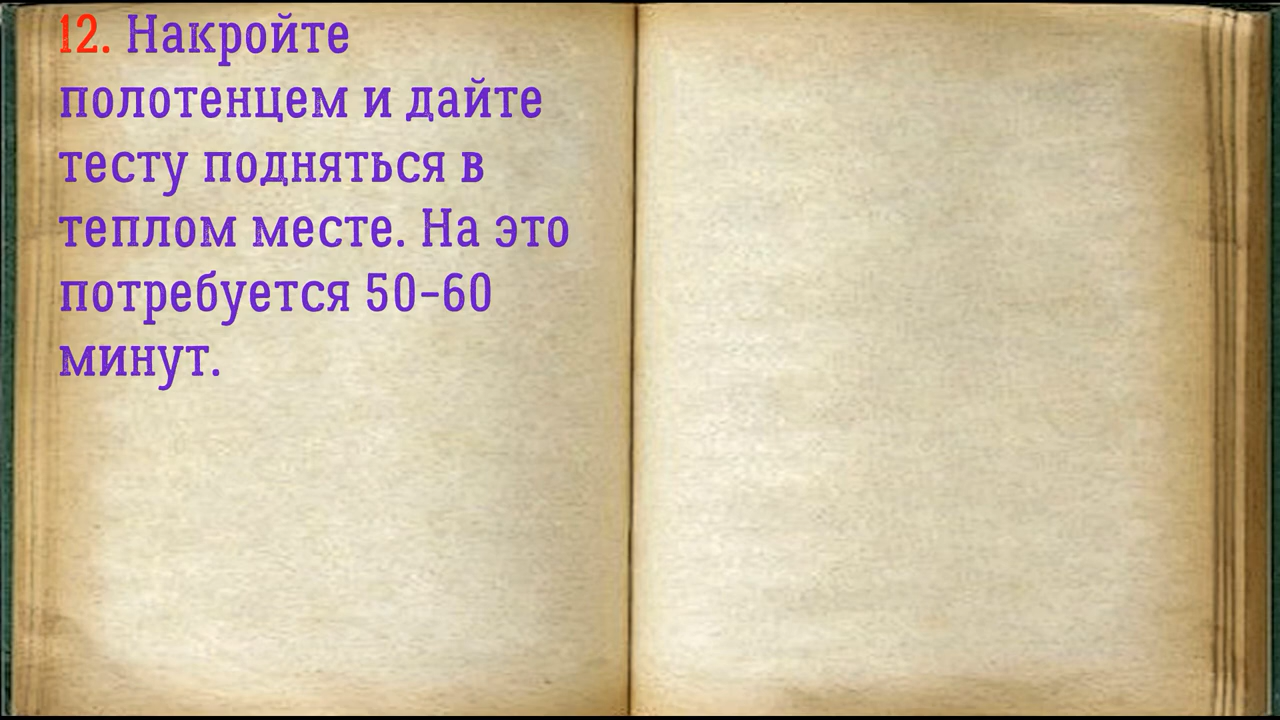 12. Накройте
полотенцем и дайте
тесту подняться в
теплом месте. На это
потребуется 50-60
минут.